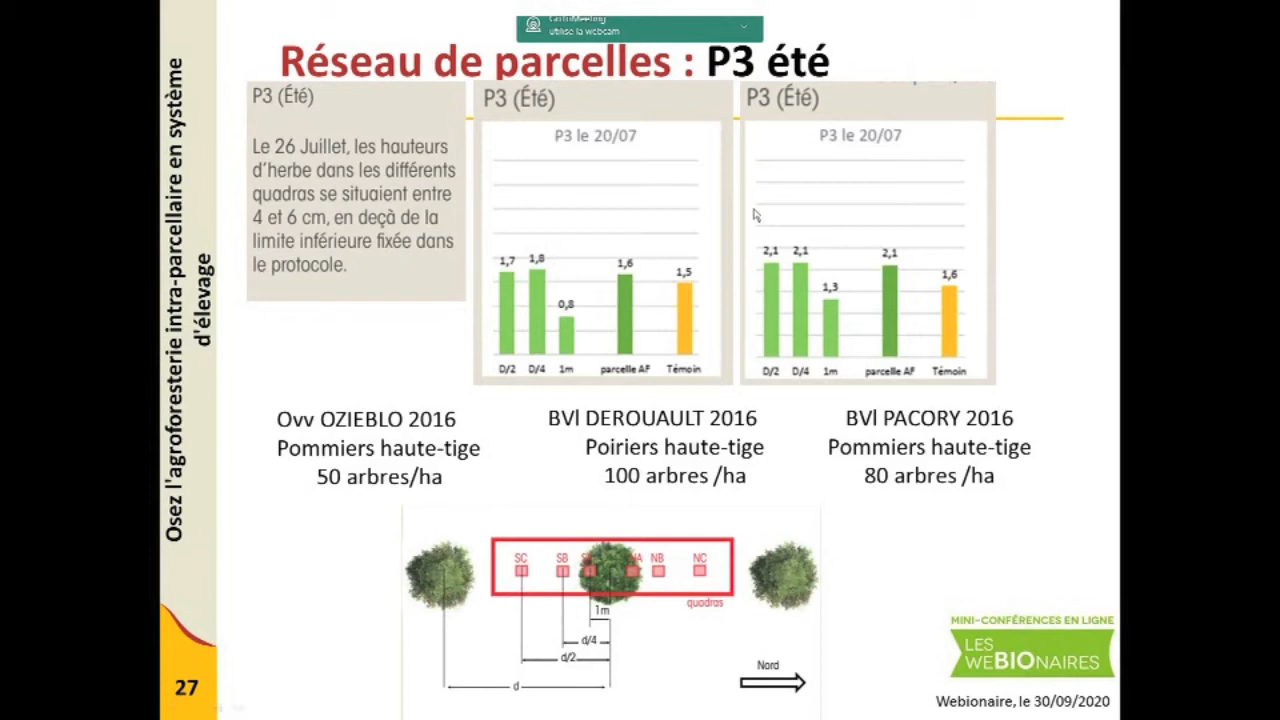 GoToMeeting
utilise la webcam
Réseau de parcelles : P3 été
Osez l'agroforesterie intra-parcellaire en système
d'élevage
P3 (Été)
Le 26 Juillet, les hauteurs
d'herbe dans les différents
quadras se situaient entre
4 et 6 cm, en deçà de la
limite inférieure fixée dans
le protocole.
P3 (Été)
P3 le 20/07
1,7 1,8 0,8 1,6 1,5
D/2 D/4 1m parcelle AF Témoin
P3 (Été)
P3 le 20/07
2,1 2,1 1,3 2,1 1,6
D/2 D/4 1m parcelle AF Témoin
Ovv OZIEBLO 2016
Pommiers haute-tige
50 arbres/ha
BVl DEROUAULT 2016
Poiriers haute-tige
100 arbres /ha
BVl PACORY 2016
Pommiers haute-tige
80 arbres /ha
SC SB NB NC
quadras
1m
d/4
d/2
d
Nord
MINI-CONFÉRENCES EN LIGNE
LES
WEBIONAIRES
Webionaire, le 30/09/2020
27